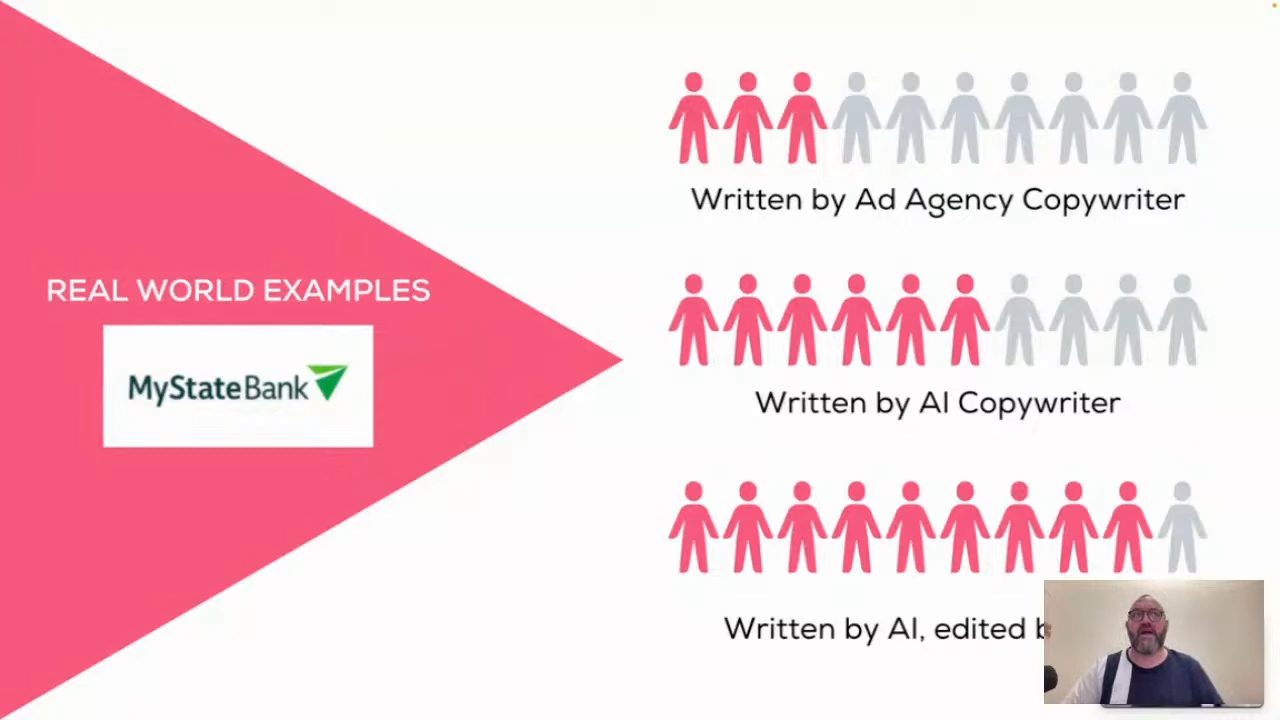 Written by Ad Agency Copywriter
REAL WORLD EXAMPLES
MyStateBank
Written by AI Copywriter
Written by AI, edited